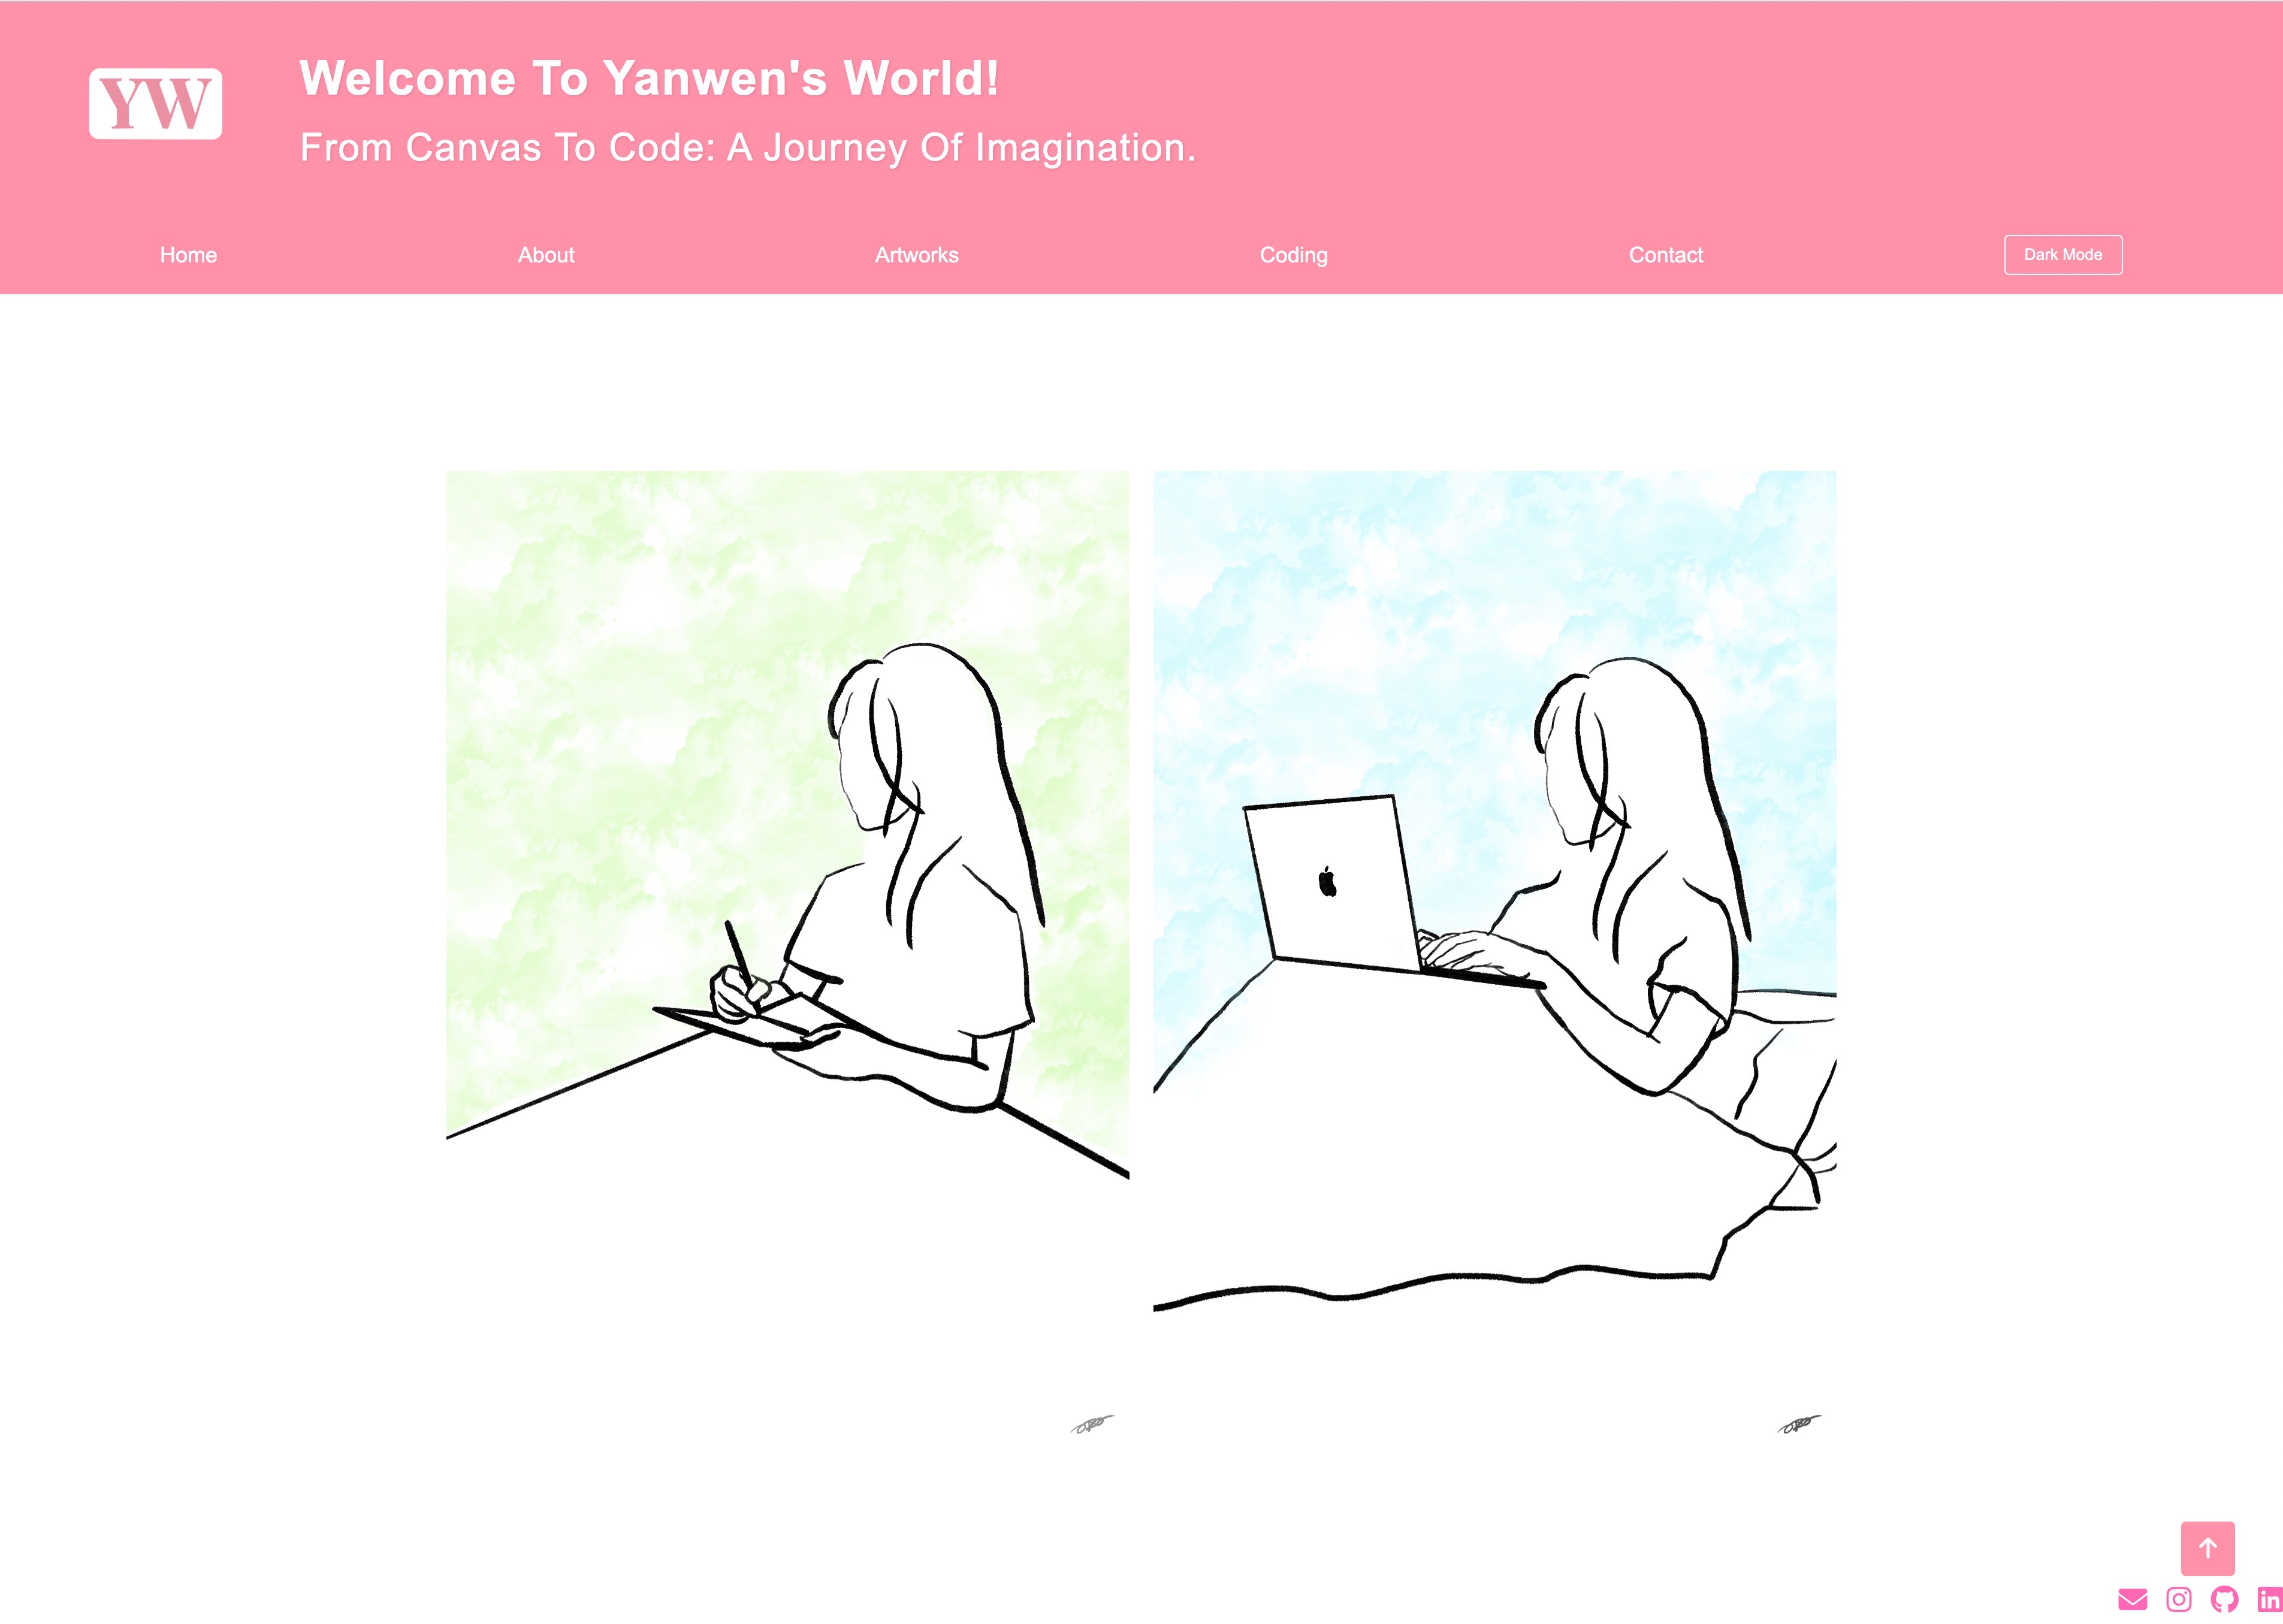 YW
Welcome To Yanwen's World!
From Canvas To Code: A Journey Of Imagination.
Home
About
Artworks
Coding
Contact
Dark Mode
in